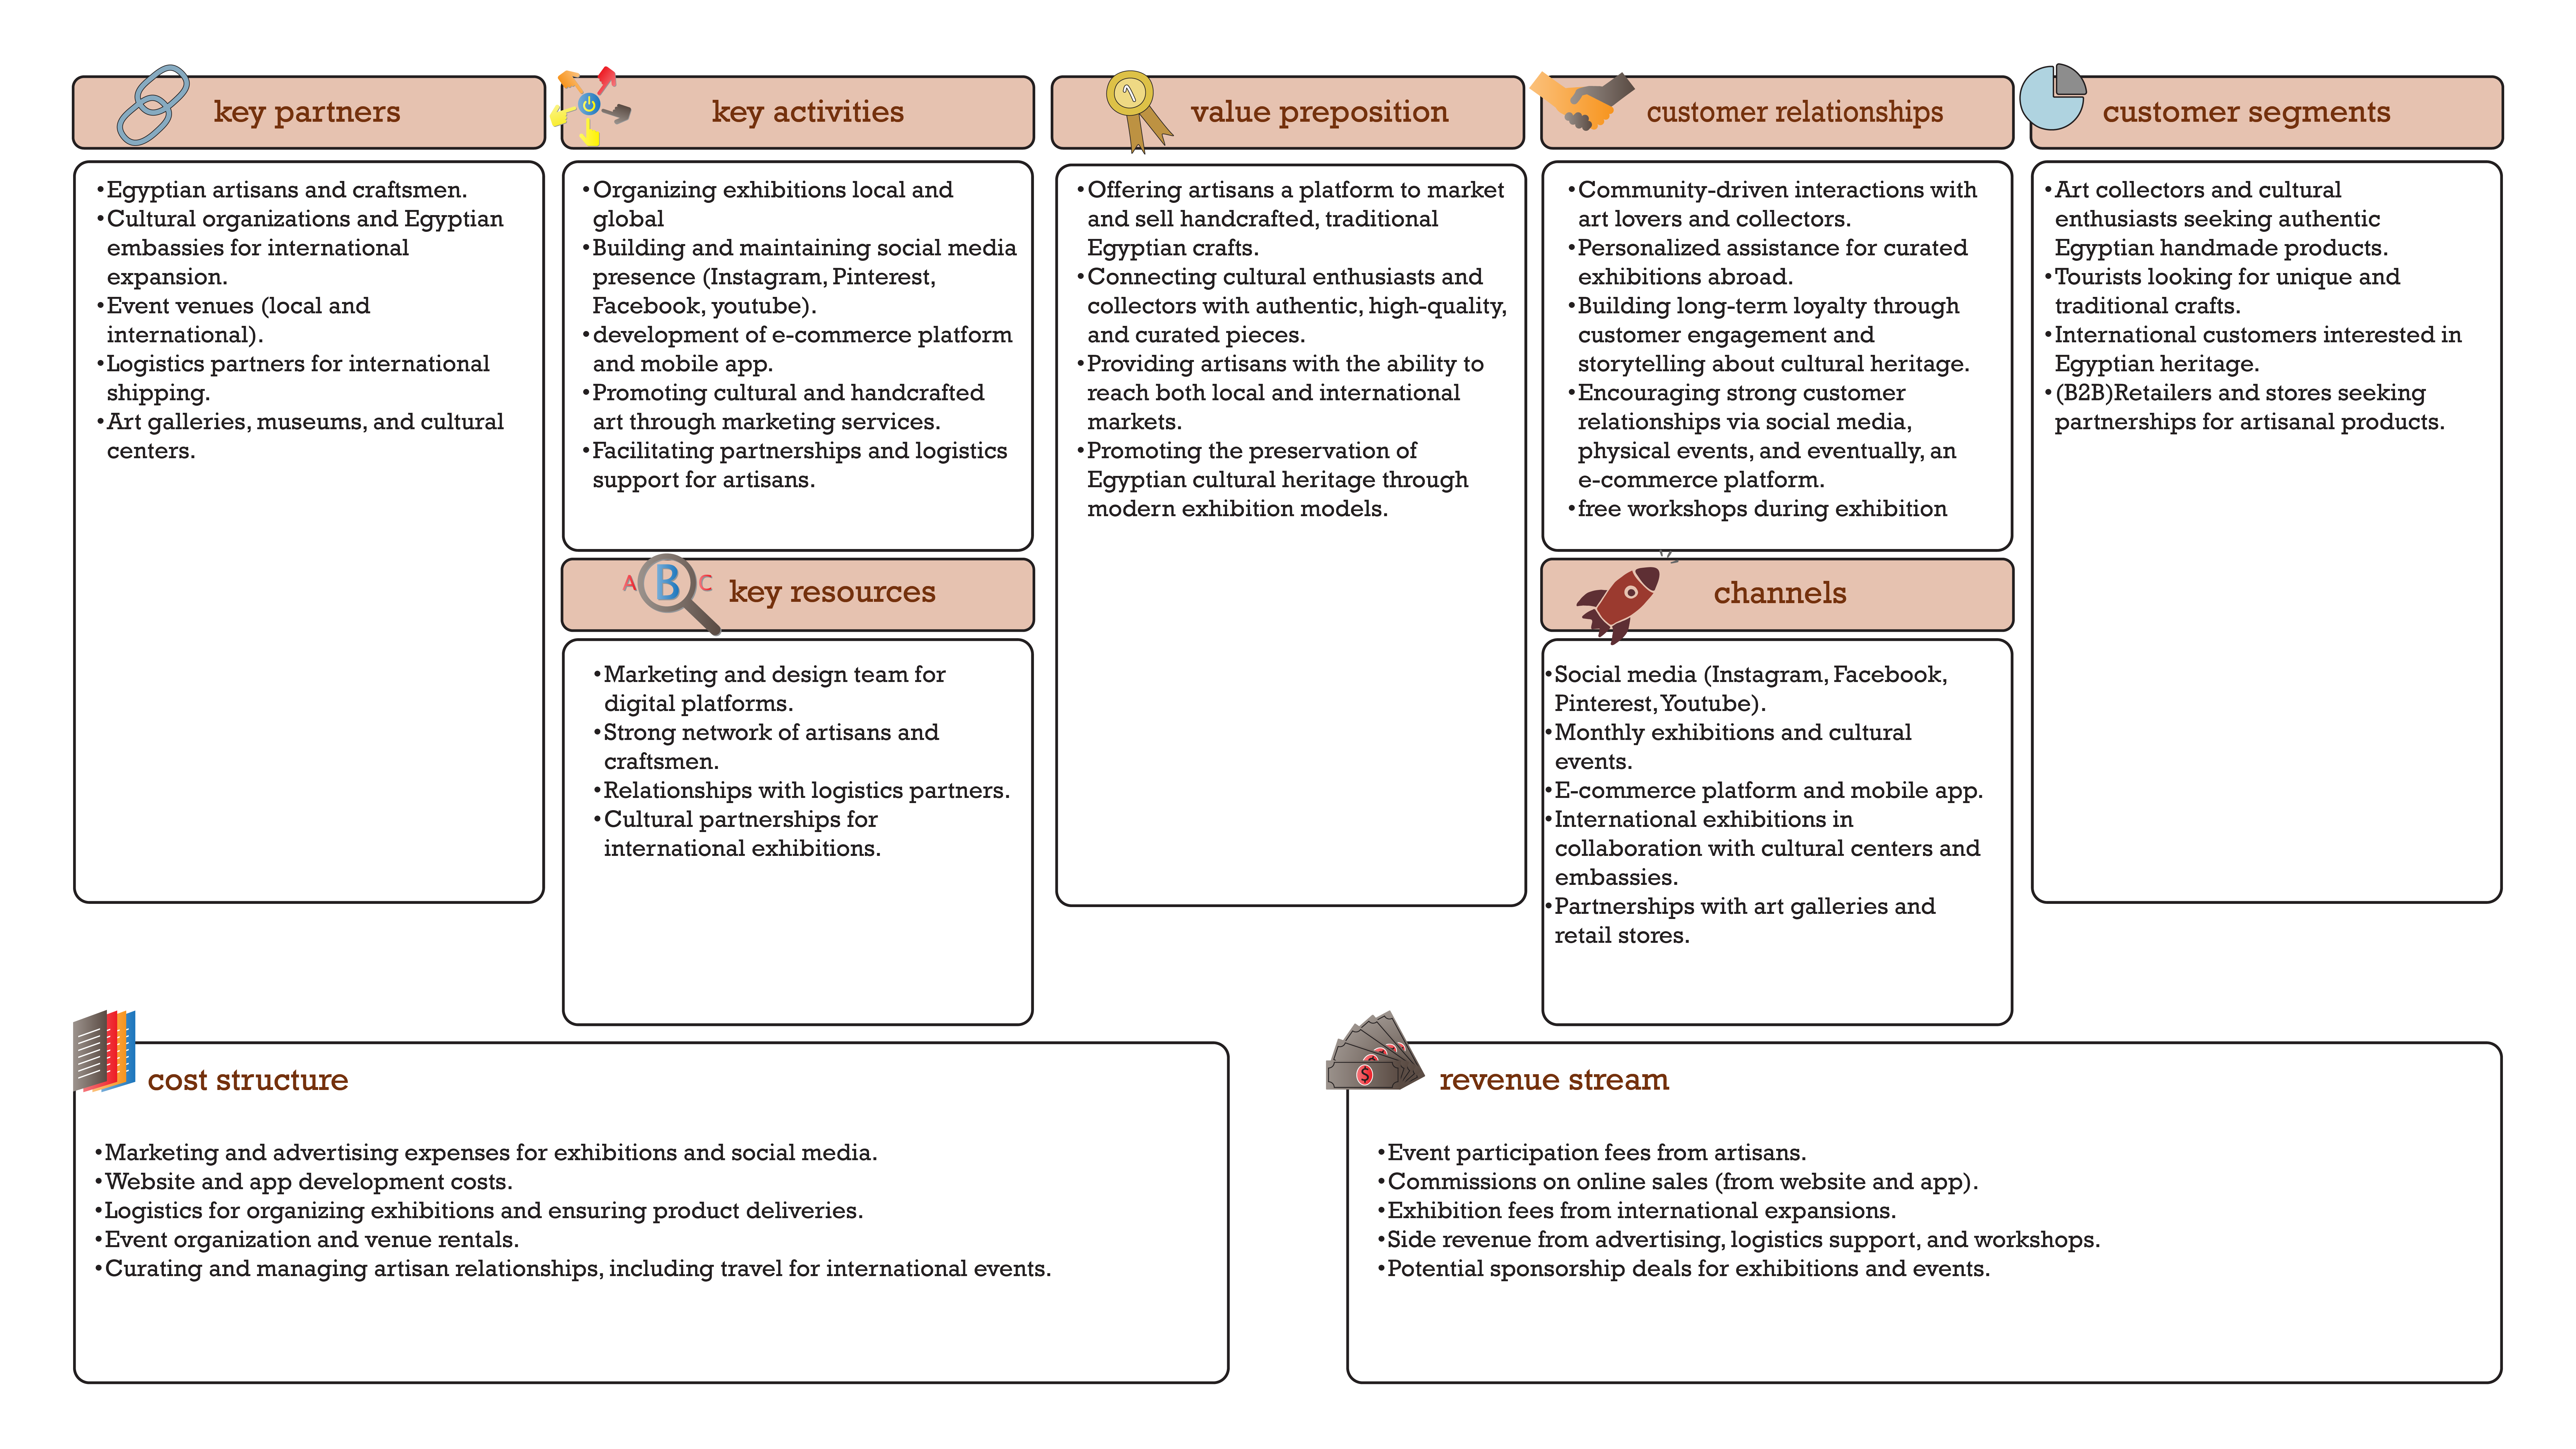 key partners
•Egyptian artisans and craftsmen.
•Cultural organizations and Egyptian
embassies for international
expansion.
•Event venues (local and
international).
•Logistics partners for international
shipping.
•Art galleries, museums, and cultural
centers.
key activities
•Organizing exhibitions local and
global
•Building and maintaining social media
presence (Instagram, Pinterest,
Facebook, youtube).
•development of e-commerce platform
and mobile app.
•Promoting cultural and handcrafted
art through marketing services.
•Facilitating partnerships and logistics
support for artisans.
A B C
key resources
•Marketing and design team for
digital platforms.
•Strong network of artisans and
craftsmen.
•Relationships with logistics partners.
•Cultural partnerships for
international exhibitions.
1
value preposition
•Offering artisans a platform to market
and sell handcrafted, traditional
Egyptian crafts.
•Connecting cultural enthusiasts and
collectors with authentic, high-quality,
and curated pieces.
•Providing artisans with the ability to
reach both local and international
markets.
•Promoting the preservation of
Egyptian cultural heritage through
modern exhibition models.
customer relationships
•Community-driven interactions with
art lovers and collectors.
•Personalized assistance for curated
exhibitions abroad.
•Building long-term loyalty through
customer engagement and
storytelling about cultural heritage.
•Encouraging strong customer
relationships via social media,
physical events, and eventually, an
e-commerce platform.
•free workshops during exhibition
channels
•Social media (Instagram, Facebook,
Pinterest, Youtube).
•Monthly exhibitions and cultural
events.
•E-commerce platform and mobile app.
•International exhibitions in
collaboration with cultural centers and
embassies.
•Partnerships with art galleries and
retail stores.
customer segments
•Art collectors and cultural
enthusiasts seeking authentic
Egyptian handmade products.
•Tourists looking for unique and
traditional crafts.
•International customers interested in
Egyptian heritage.
•(B2B)Retailers and stores seeking
partnerships for artisanal products.
cost structure
•Marketing and advertising expenses for exhibitions and social media.
•Website and app development costs.
•Logistics for organizing exhibitions and ensuring product deliveries.
•Event organization and venue rentals.
•Curating and managing artisan relationships, including travel for international events.
$
revenue stream
•Event participation fees from artisans.
•Commissions on online sales (from website and app).
•Exhibition fees from international expansions.
•Side revenue from advertising, logistics support, and workshops.
•Potential sponsorship deals for exhibitions and events.